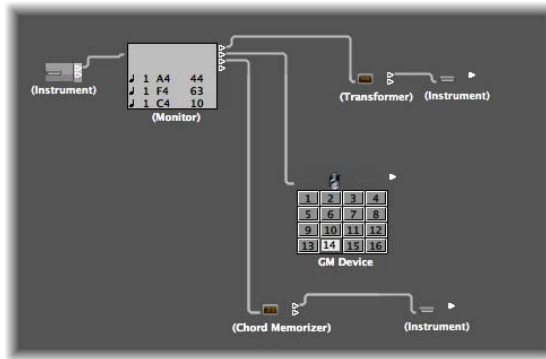 (Instrument)
1 A4 44
1 F4 63
1 C4 10
(Monitor)
(Transformer)
(Instrument)
1 2 3 4
5 6 7 8
9 10 11 12
13 14 15 16
GM Device
(Chord Memorizer)
(Instrument)